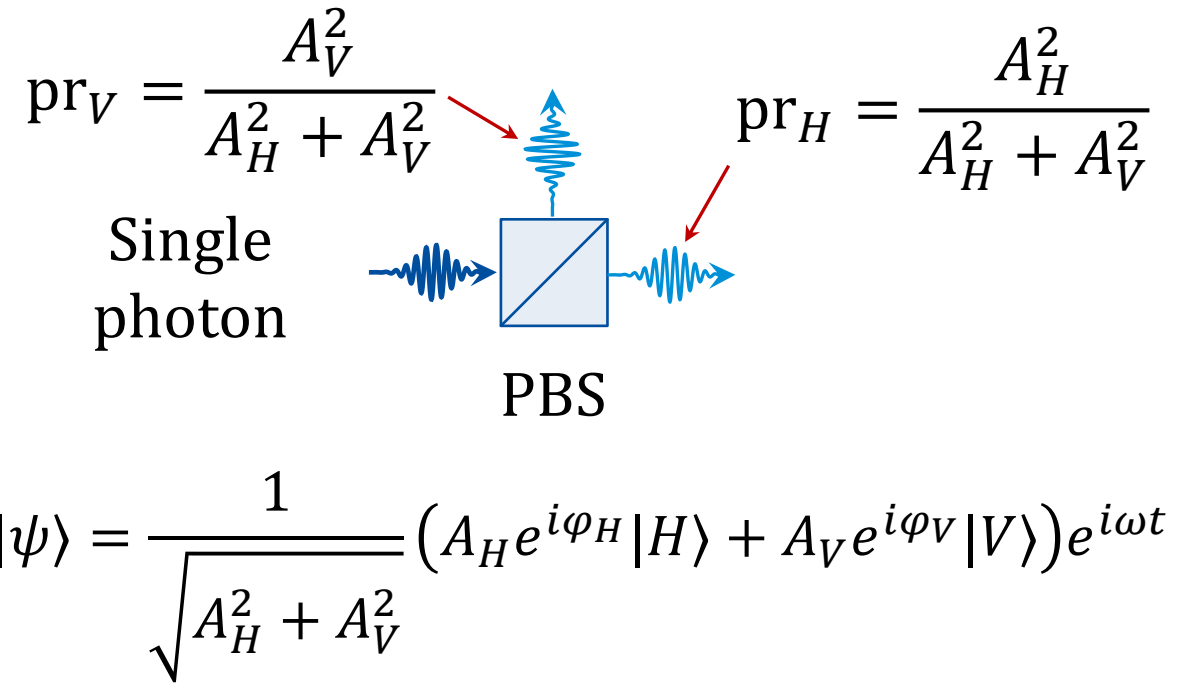 pr_V = A_V^2 / (A_H^2 + A_V^2)
pr_H = A_H^2 / (A_H^2 + A_V^2)
Single
photon
PBS
|ψ⟩ = 1/√(A_H^2 + A_V^2) (A_H e^{iφ_H}|H⟩ + A_V e^{iφ_V}|V⟩)e^{iωt}